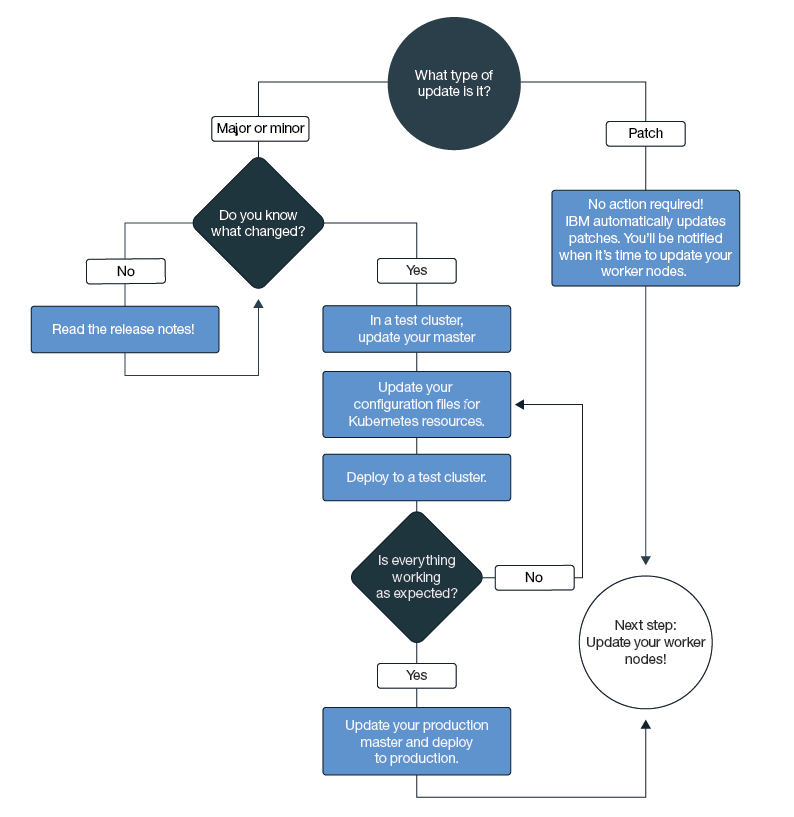 What type of
update is it?
Major or minor
Patch
Do you know
what changed?
No action required!
IBM automatically updates
patches. You'll be notified
when it's time to update your
worker nodes.
No
Yes
Read the release notes!
In a test cluster,
update your master
Update your
configuration files for
Kubernetes resources.
Deploy to a test cluster.
Is everything
working
as expected?
No
Next step:
Update your worker
nodes!
Yes
Update your production
master and deploy
to production.